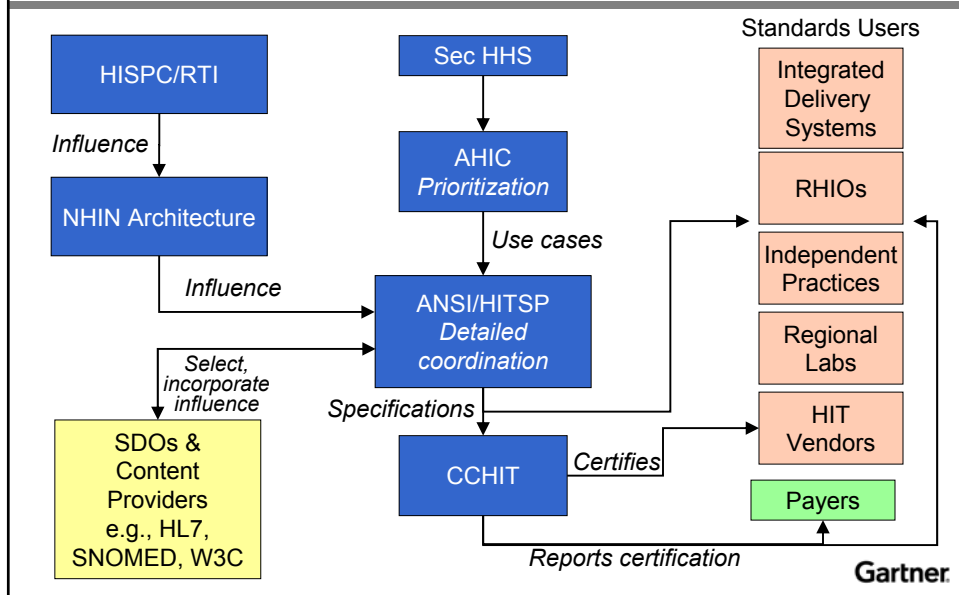 Standards Users
HISPC/RTI
Sec HHS
Integrated
Delivery
Systems
Influence
AHIC
Prioritization
RHIOs
NHIN Architecture
Use cases
Independent
Practices
Influence
ANSI/HITSP
Detailed
coordination
Regional
Labs
Select,
incorporate
influence
Specifications
HIT
Vendors
SDOs &
Content
Providers
e.g., HL7,
SNOMED, W3C
CCHIT
Certifies
Payers
Reports certification
Gartner